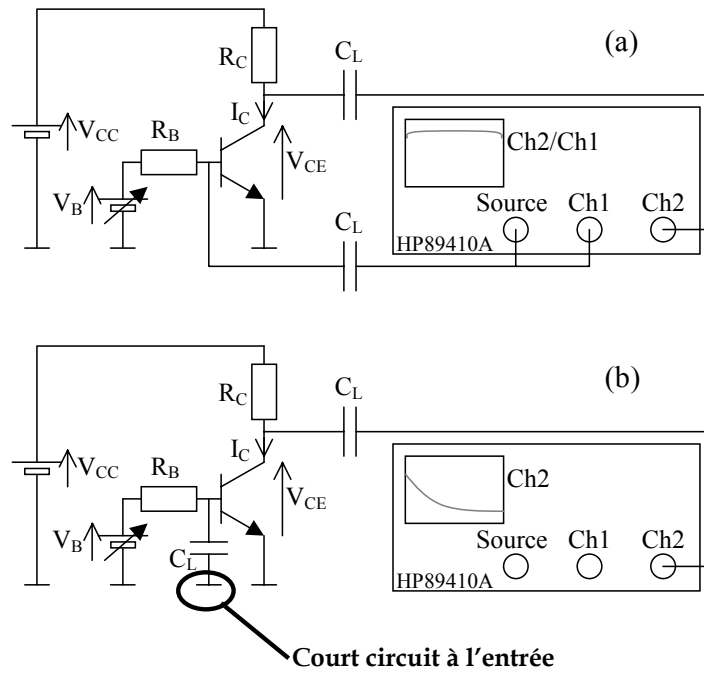 (a)
C_L
R_C
I_C
V_CC
R_B
V_CE
V_B
Ch2/Ch1
Source Ch1 Ch2
HP89410A
C_L
(b)
C_L
R_C
I_C
V_CC
R_B
V_CE
V_B
C_L
Ch2
Source Ch1 Ch2
HP89410A
Court circuit à l'entrée